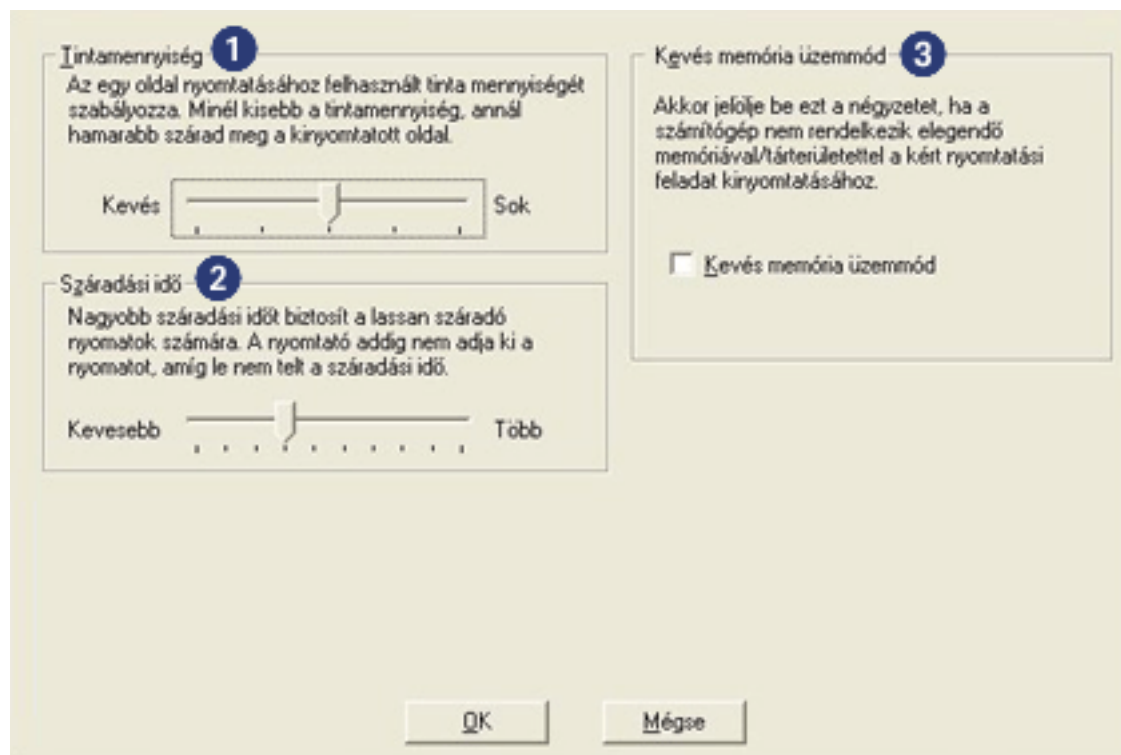 Tintamennyiség 1
Az egy oldal nyomtatásához felhasznált tinta mennyiségét
szabályozza. Minél kisebb a tintamennyiség, annál
hamarabb szárad meg a kinyomtatott oldal.
Kevés Sok
Száradási idő 2
Nagyobb száradási időt biztosít a lassan száradó
nyomatok számára. A nyomtató addig nem adja ki a
nyomatot, amíg le nem telt a száradási idő.
Kevesebb Több
Kevés memória üzemmód 3
Akkor jelölje be ezt a négyzetet, ha a
számítógép nem rendelkezik elegendő
memóriával/tárterületettel a kért nyomtatási
feladat kinyomtatásához.
Kevés memória üzemmód
OK Mégse